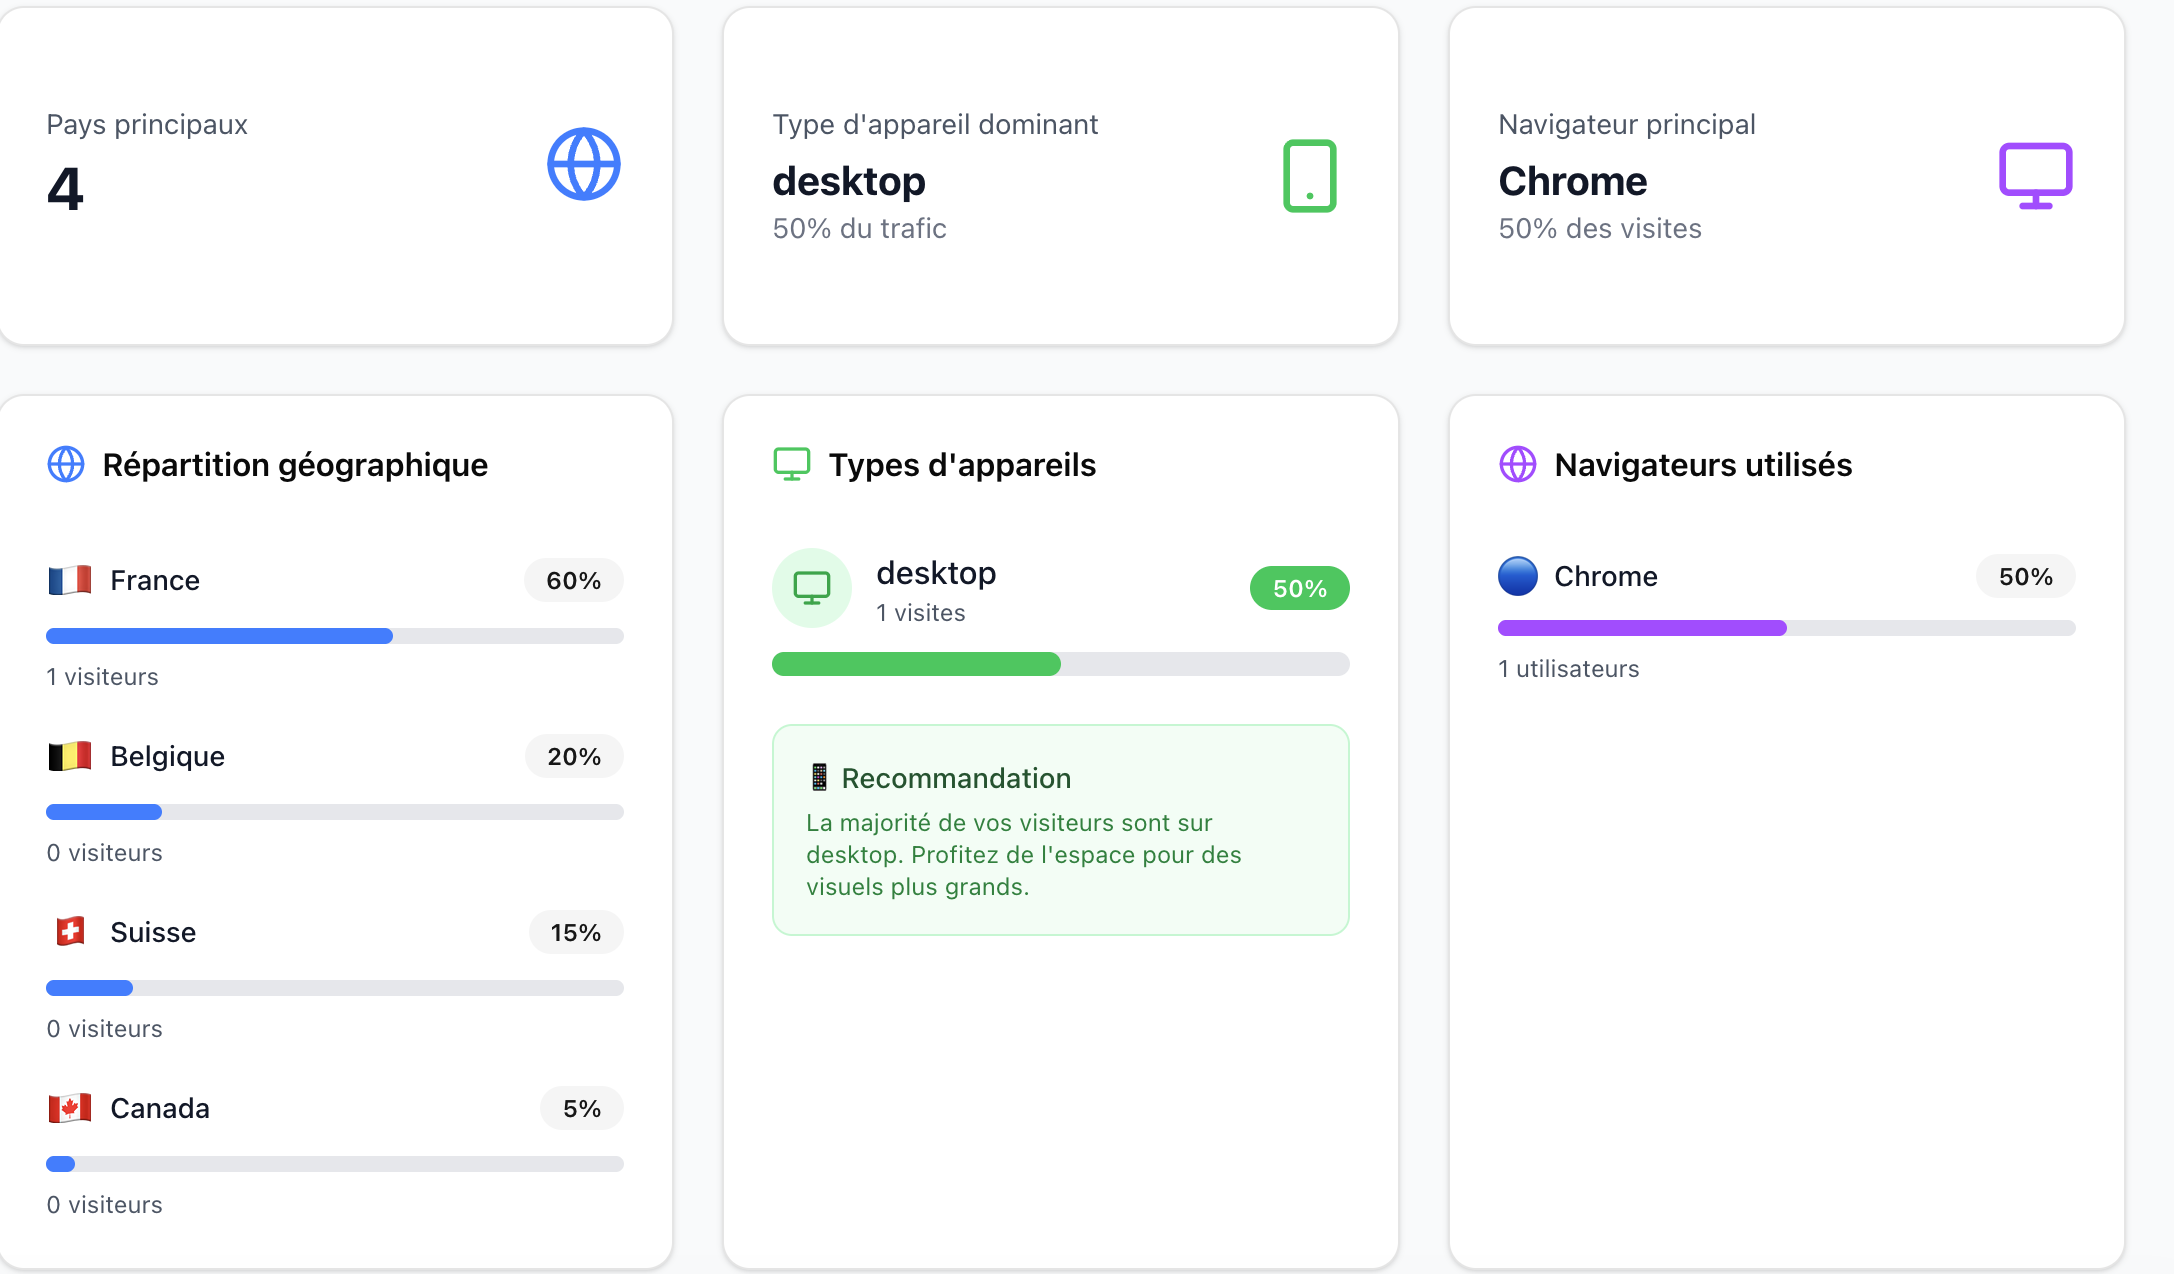 Pays principaux
4
Type d'appareil dominant
desktop
50% du trafic
Navigateur principal
Chrome
50% des visites
Répartition géographique
France
60%
1 visiteurs
Belgique
20%
0 visiteurs
Suisse
15%
0 visiteurs
Canada
5%
0 visiteurs
Types d'appareils
desktop
1 visites
50%
Recommandation
La majorité de vos visiteurs sont sur
desktop. Profitez de l'espace pour des
visuels plus grands.
Navigateurs utilisés
Chrome
50%
1 utilisateurs